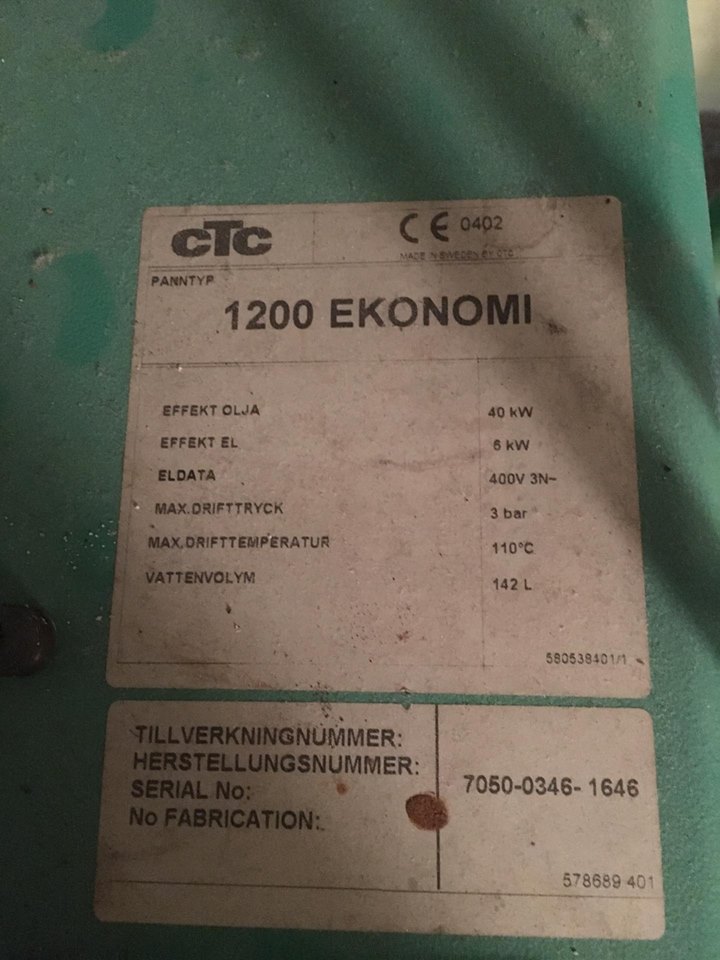 CTC
CE 0402
MADE IN SWEDEN BY CTC
PANNTYP
1200 EKONOMI
EFFEKT OLJA 40 kW
EFFEKT EL 6 kW
ELDATA 400V 3N~
MAX.DRIFTTRYCK 3 bar
MAX.DRIFTTEMPERATUR 110°C
VATTENVOLYM 142 L
580538401/1
TILLVERKNINGNUMMER:
HERSTELLUNGSNUMMER:
SERIAL No:
No FABRICATION:
7050-0346-1646
578689 401